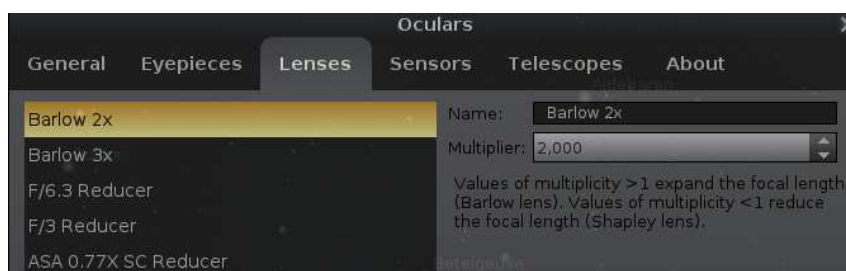 Oculars
General Eyepieces Lenses Sensors Telescopes About
Barlow 2x
Barlow 3x
F/6.3 Reducer
F/3 Reducer
ASA 0.77X SC Reducer
Name: Barlow 2x
Multiplier: 2,000
Values of multiplicity >1 expand the focal length
(Barlow lens). Values of multiplicity <1 reduce
the focal length (Shapley lens).
Aldebaran
Betelgeuse